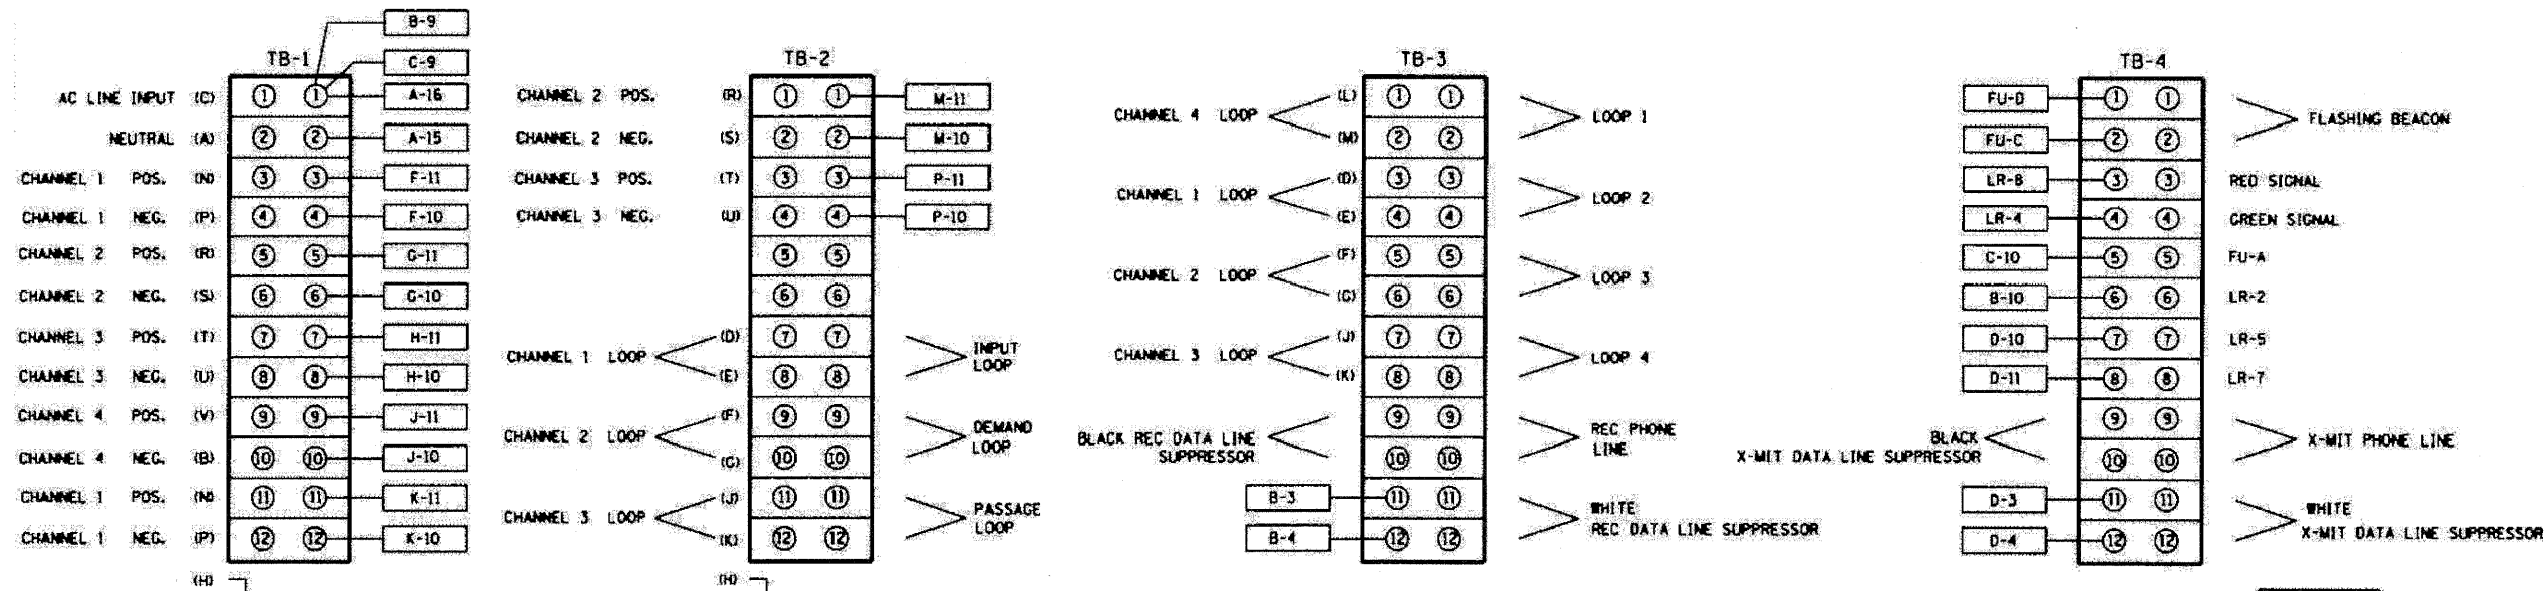 TB-1
B-9
C-9
AC LINE INPUT (C) 1 1 A-16
NEUTRAL (A) 2 2 A-15
CHANNEL 1 POS. (N) 3 3 F-11
CHANNEL 1 NEG. (P) 4 4 F-10
CHANNEL 2 POS. (R) 5 5 G-11
CHANNEL 2 NEG. (S) 6 6 G-10
CHANNEL 3 POS. (T) 7 7 H-11
CHANNEL 3 NEG. (U) 8 8 H-10
CHANNEL 4 POS. (V) 9 9 J-11
CHANNEL 4 NEG. (B) 10 10 J-10
CHANNEL 1 POS. (N) 11 11 K-11
CHANNEL 1 NEG. (P) 12 12 K-10
(H)
TB-2
CHANNEL 2 POS. (R) 1 1 M-11
CHANNEL 2 NEG. (S) 2 2 M-10
CHANNEL 3 POS. (T) 3 3 P-11
CHANNEL 3 NEG. (U) 4 4 P-10
5 5
6 6
(D) 7 7
CHANNEL 1 LOOP
INPUT
LOOP
(E) 8 8
(F) 9 9
CHANNEL 2 LOOP
DEMAND
LOOP
(G) 10 10
(J) 11 11
CHANNEL 3 LOOP
PASSAGE
LOOP
(K) 12 12
(H)
TB-3
(L) 1 1
CHANNEL 4 LOOP
LOOP 1
(M) 2 2
(D) 3 3
CHANNEL 1 LOOP
LOOP 2
(E) 4 4
(F) 5 5
CHANNEL 2 LOOP
LOOP 3
(G) 6 6
(J) 7 7
CHANNEL 3 LOOP
LOOP 4
(K) 8 8
9 9
BLACK REC DATA LINE
SUPPRESSOR
REC PHONE
LINE
10 10
B-3 11 11
WHITE
REC DATA LINE SUPPRESSOR
B-4 12 12
TB-4
FU-D 1 1
FLASHING BEACON
FU-C 2 2
LR-8 3 3 RED SIGNAL
LR-4 4 4 GREEN SIGNAL
C-10 5 5 FU-A
B-10 6 6 LR-2
D-10 7 7 LR-5
D-11 8 8 LR-7
9 9
BLACK
X-MIT DATA LINE SUPPRESSOR
X-MIT PHONE LINE
10 10
D-3 11 11
WHITE
X-MIT DATA LINE SUPPRESSOR
D-4 12 12